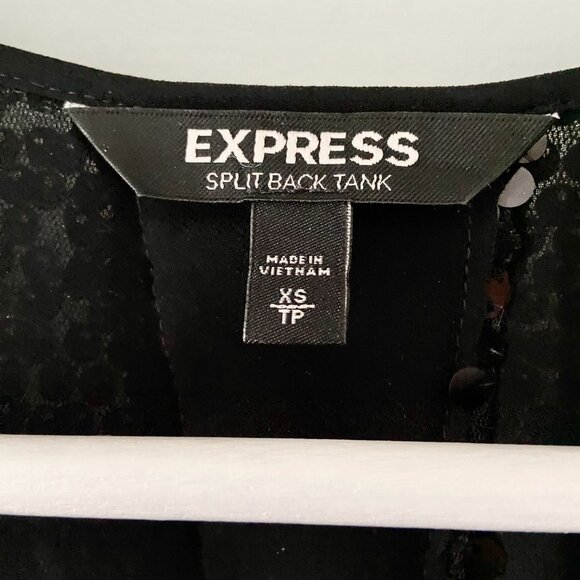 EXPRESS
SPLIT BACK TANK
MADE IN
VIETNAM
XS
TP